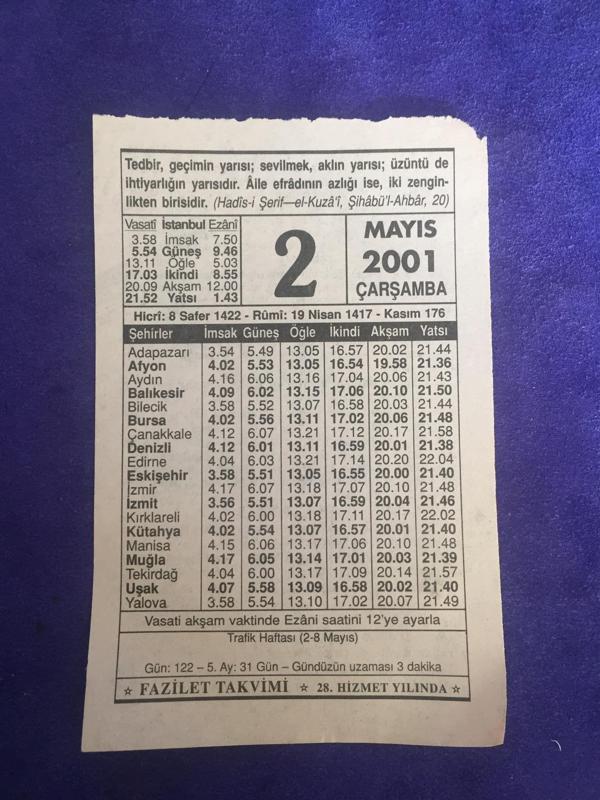 Tedbir, geçimin yarısı; sevilmek, aklın yarısı; üzüntü de
ihtiyarlığın yarısıdır. Âile efrâdının azlığı ise, iki zengin-
likten birisidir. (Hadîs-i Şerif—el-Kuzâ'î, Şihâbü'l-Ahbâr, 20)
Vasatî İstanbul Ezânî
3.58 İmsak 7.50
5.54 Güneş 9.46
13.11 Öğle 5.03
17.03 İkindi 8.55
20.09 Akşam 12.00
21.52 Yatsı 1.43
2
MAYIS
2001
ÇARŞAMBA
Hicrî: 8 Safer 1422 - Rûmî: 19 Nisan 1417 - Kasım 176
Şehirler İmsak Güneş Öğle İkindi Akşam Yatsı
Adapazarı 3.54 5.49 13.05 16.57 20.02 21.44
Afyon 4.02 5.53 13.05 16.54 19.58 21.36
Aydın 4.16 6.06 13.16 17.04 20.06 21.43
Balıkesir 4.09 6.02 13.15 17.06 20.10 21.50
Bilecik 3.58 5.52 13.07 16.58 20.03 21.44
Bursa 4.02 5.56 13.11 17.02 20.06 21.48
Çanakkale 4.12 6.07 13.21 17.12 20.17 21.58
Denizli 4.12 6.01 13.11 16.59 20.01 21.38
Edirne 4.04 6.03 13.21 17.14 20.20 22.04
Eskişehir 3.58 5.51 13.05 16.55 20.00 21.40
İzmir 4.17 6.07 13.18 17.07 20.10 21.48
İzmit 3.56 5.51 13.07 16.59 20.04 21.46
Kırklareli 4.02 6.00 13.18 17.11 20.17 22.02
Kütahya 4.02 5.54 13.07 16.57 20.01 21.40
Manisa 4.15 6.06 13.17 17.06 20.10 21.48
Muğla 4.17 6.05 13.14 17.01 20.03 21.39
Tekirdağ 4.04 6.00 13.17 17.09 20.14 21.57
Uşak 4.07 5.58 13.09 16.58 20.02 21.40
Yalova 3.58 5.54 13.10 17.02 20.07 21.49
Vasati akşam vaktinde Ezâni saatini 12'ye ayarla
Trafik Haftası (2-8 Mayıs)
Gün: 122 – 5. Ay: 31 Gün – Gündüzün uzaması 3 dakika
☆ FAZİLET TAKVİMİ ☆ 28. HİZMET YILINDA ☆